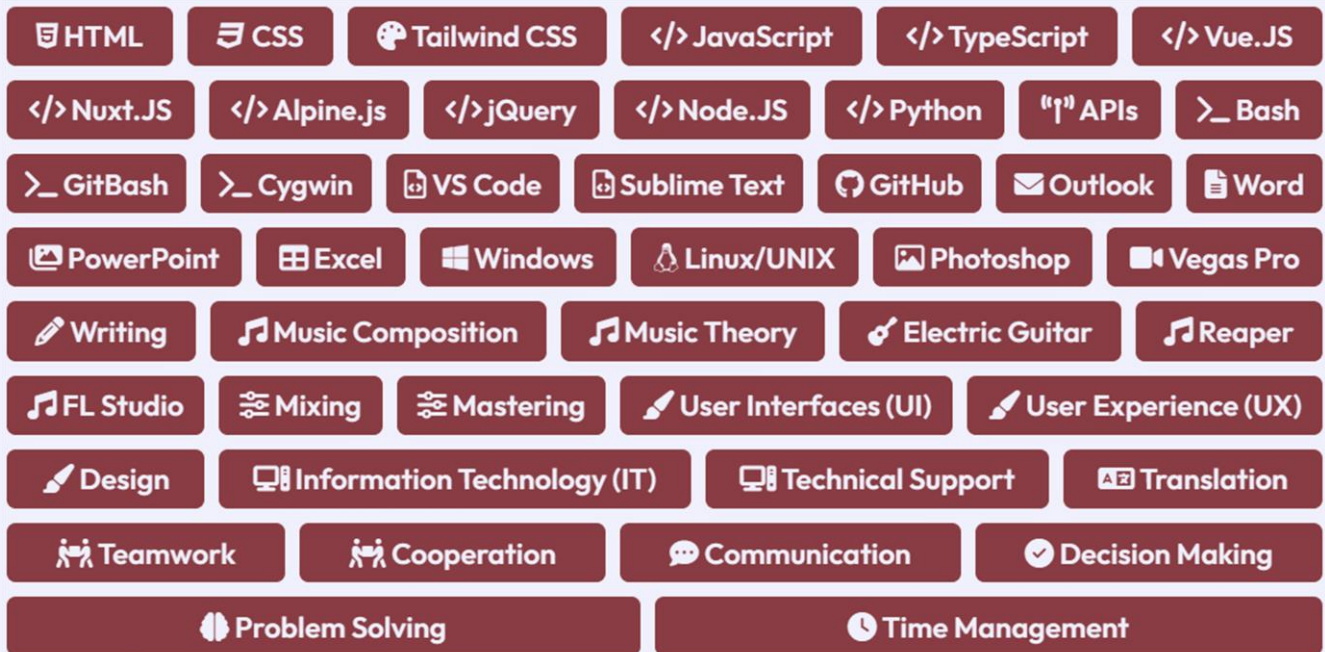 HTML CSS Tailwind CSS JavaScript TypeScript Vue.JS
Nuxt.JS Alpine.js jQuery Node.JS Python APIs Bash
GitBash Cygwin VS Code Sublime Text GitHub Outlook Word
PowerPoint Excel Windows Linux/UNIX Photoshop Vegas Pro
Writing Music Composition Music Theory Electric Guitar Reaper
FL Studio Mixing Mastering User Interfaces (UI) User Experience (UX)
Design Information Technology (IT) Technical Support Translation
Teamwork Cooperation Communication Decision Making
Problem Solving Time Management